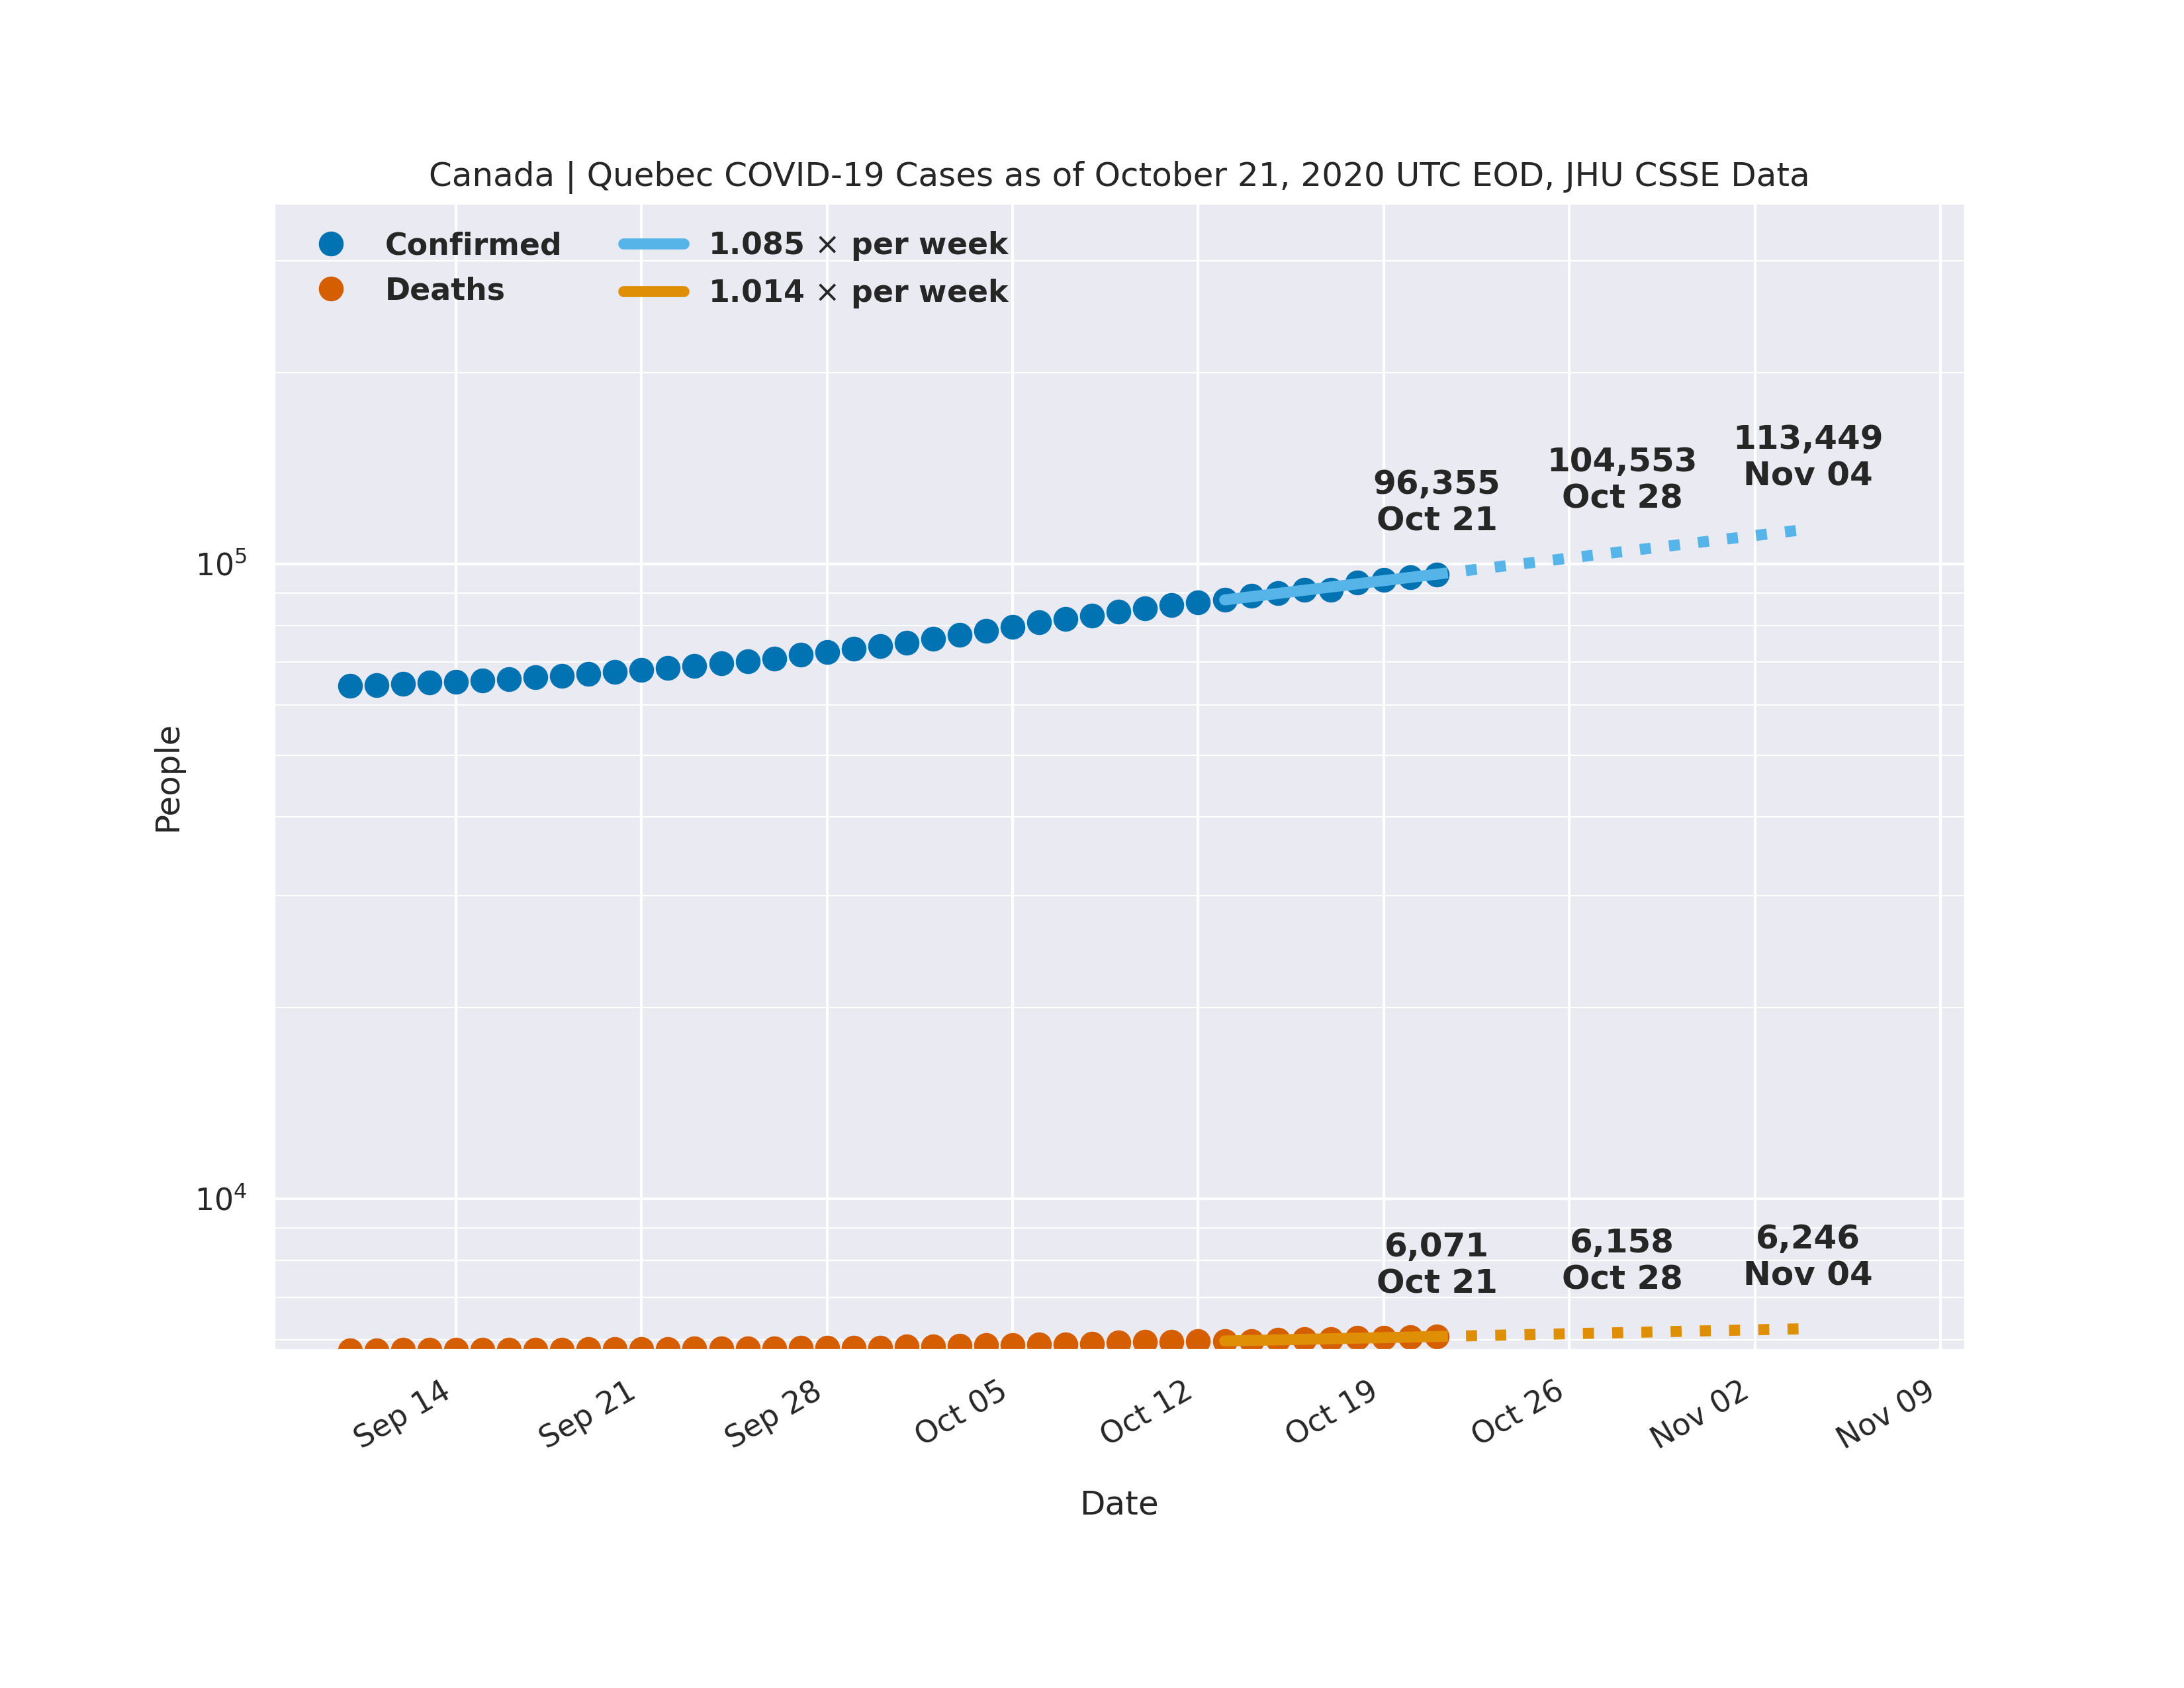 Canada | Quebec COVID-19 Cases as of October 21, 2020 UTC EOD, JHU CSSE Data
Confirmed
Deaths
1.085 × per week
1.014 × per week
113,449
Nov 04
104,553
Oct 28
96,355
Oct 21
10⁵
People
10⁴
6,071
Oct 21
6,158
Oct 28
6,246
Nov 04
Sep 14
Sep 21
Sep 28
Oct 05
Oct 12
Oct 19
Oct 26
Nov 02
Nov 09
Date